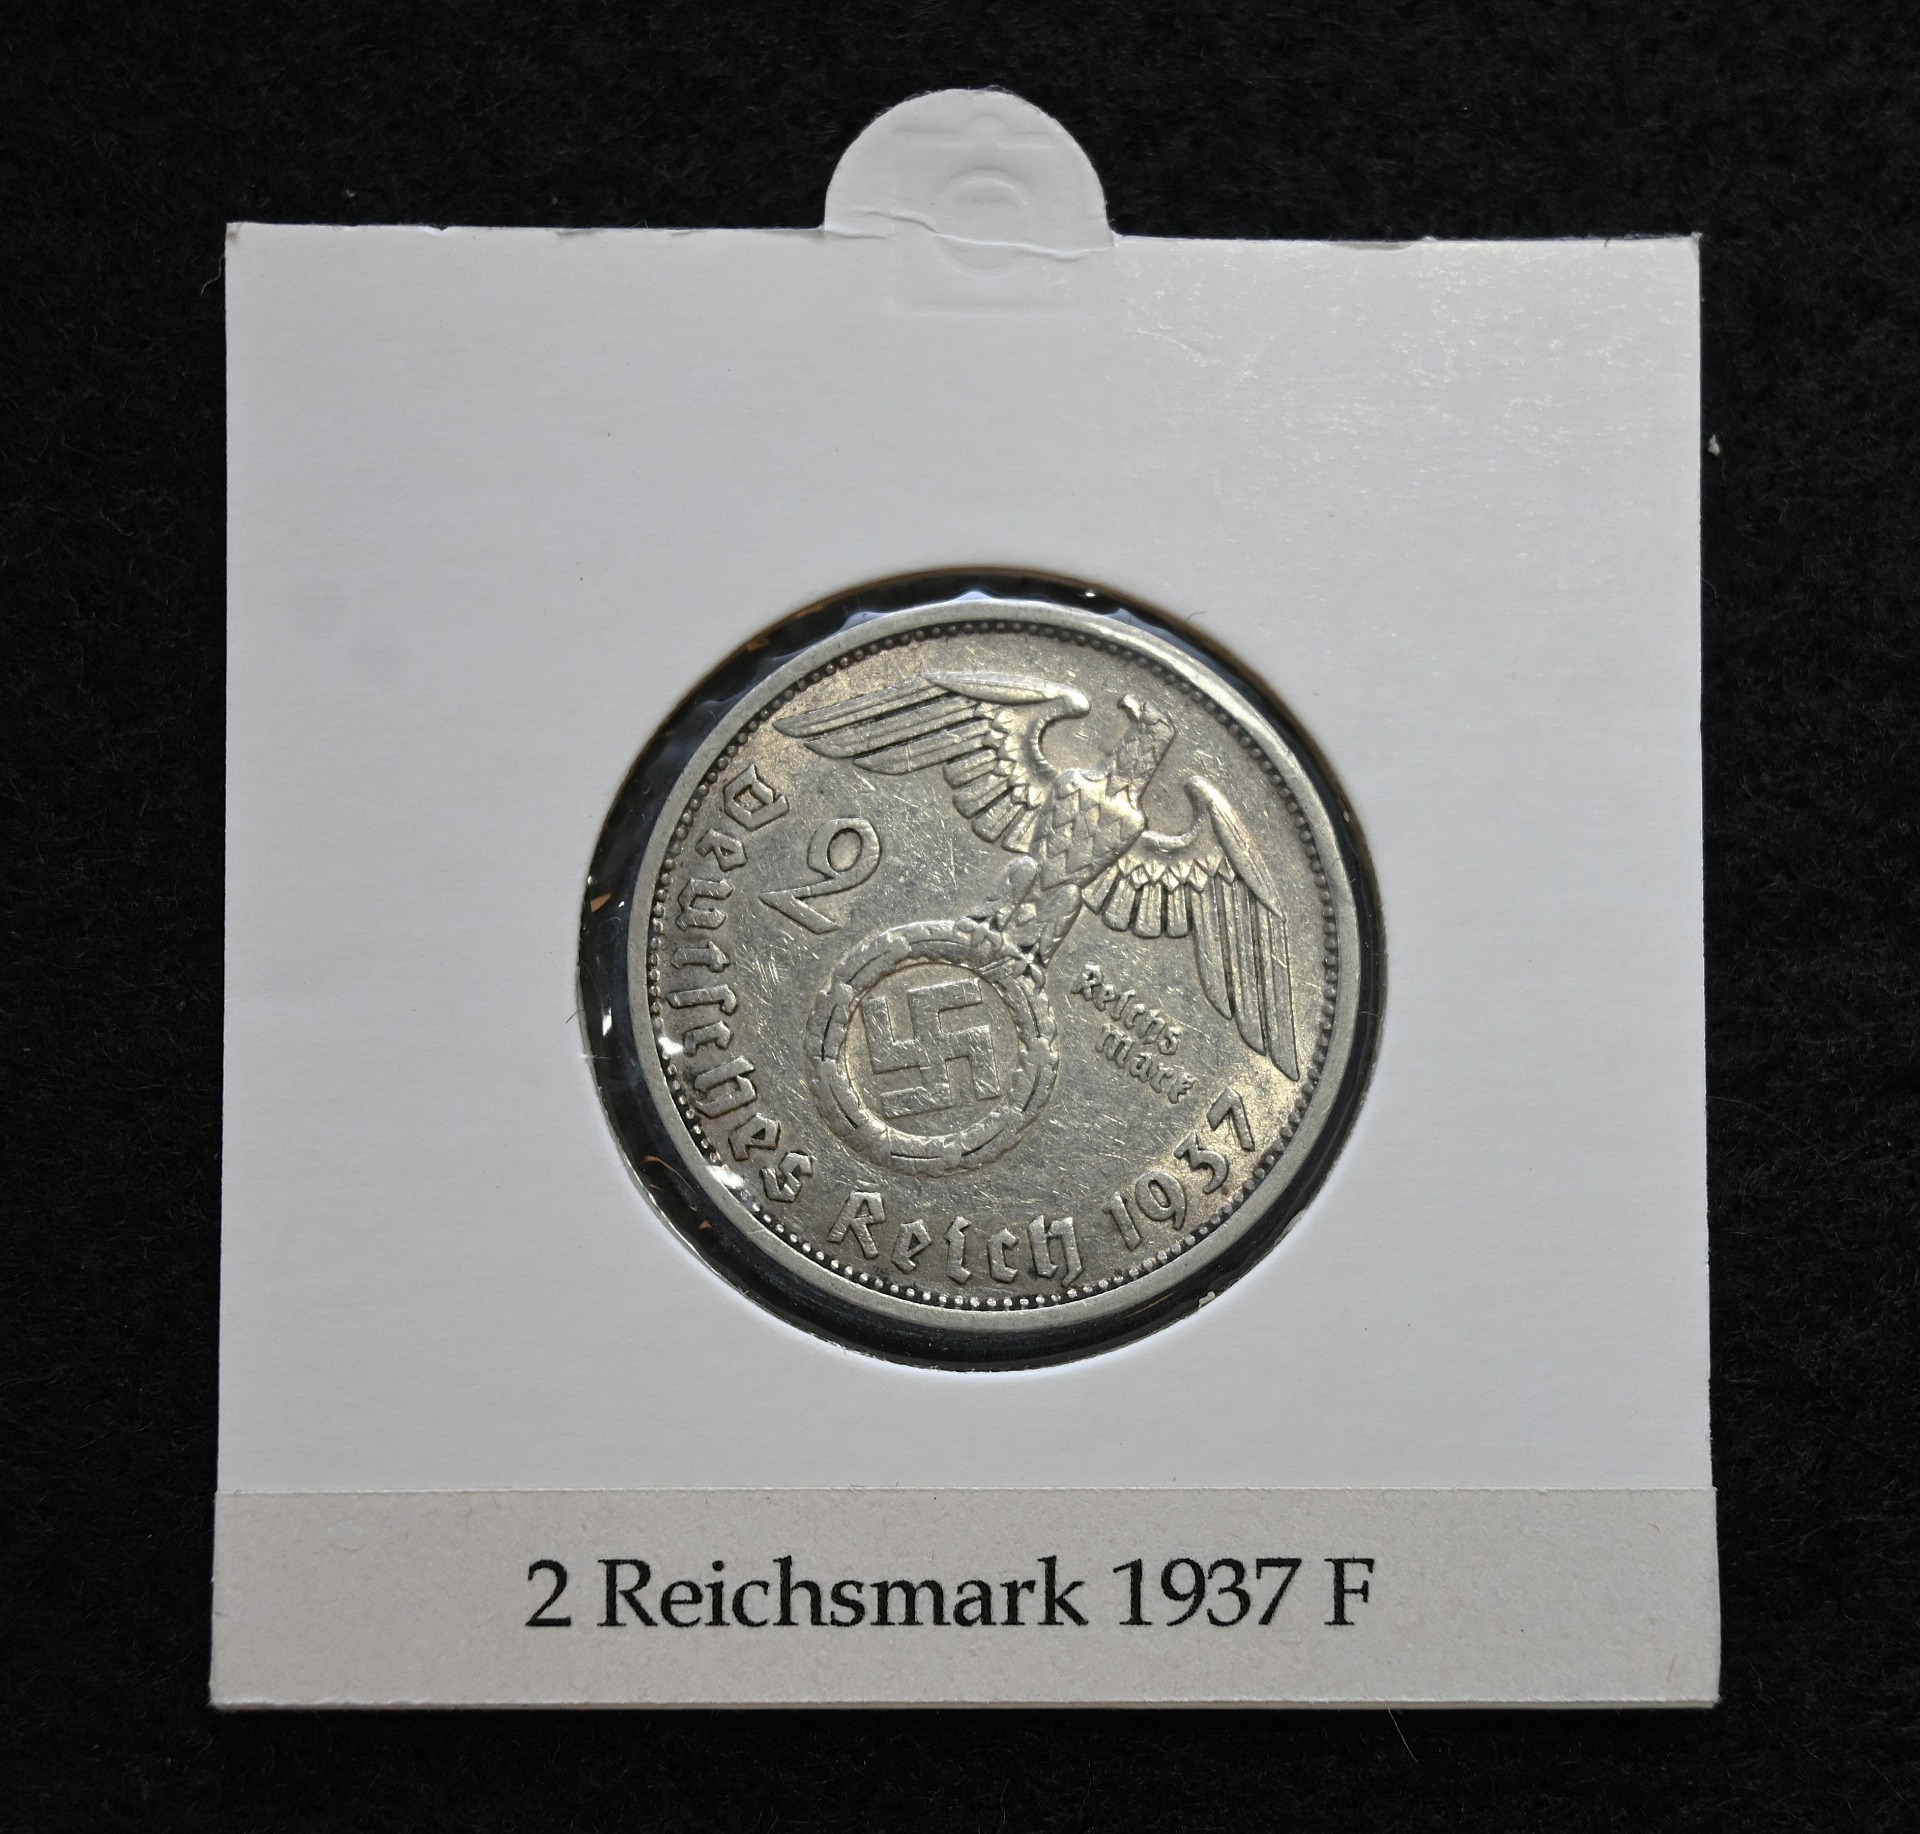 2
Reichs
mark
Deutsches Reich 1937
2 Reichsmark 1937 F